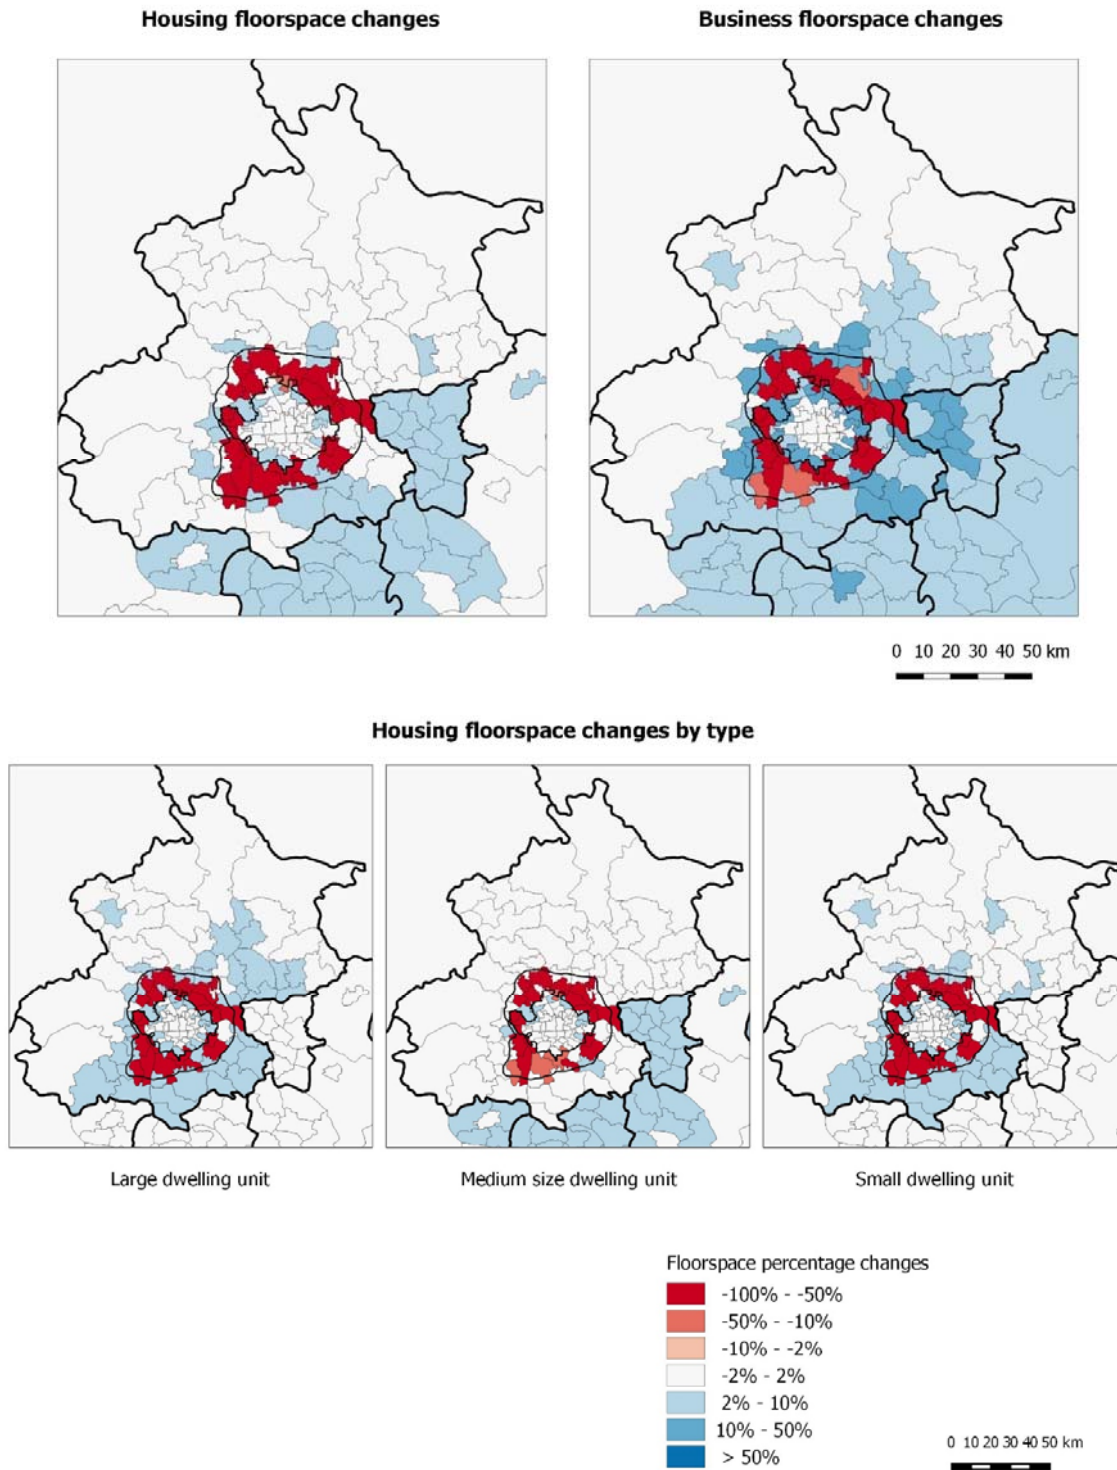 Housing floorspace changes
Business floorspace changes
0 10 20 30 40 50 km
Housing floorspace changes by type
Large dwelling unit
Medium size dwelling unit
Small dwelling unit
Floorspace percentage changes
-100% - -50%
-50% - -10%
-10% - -2%
-2% - 2%
2% - 10%
10% - 50%
> 50%
0 10 20 30 40 50 km